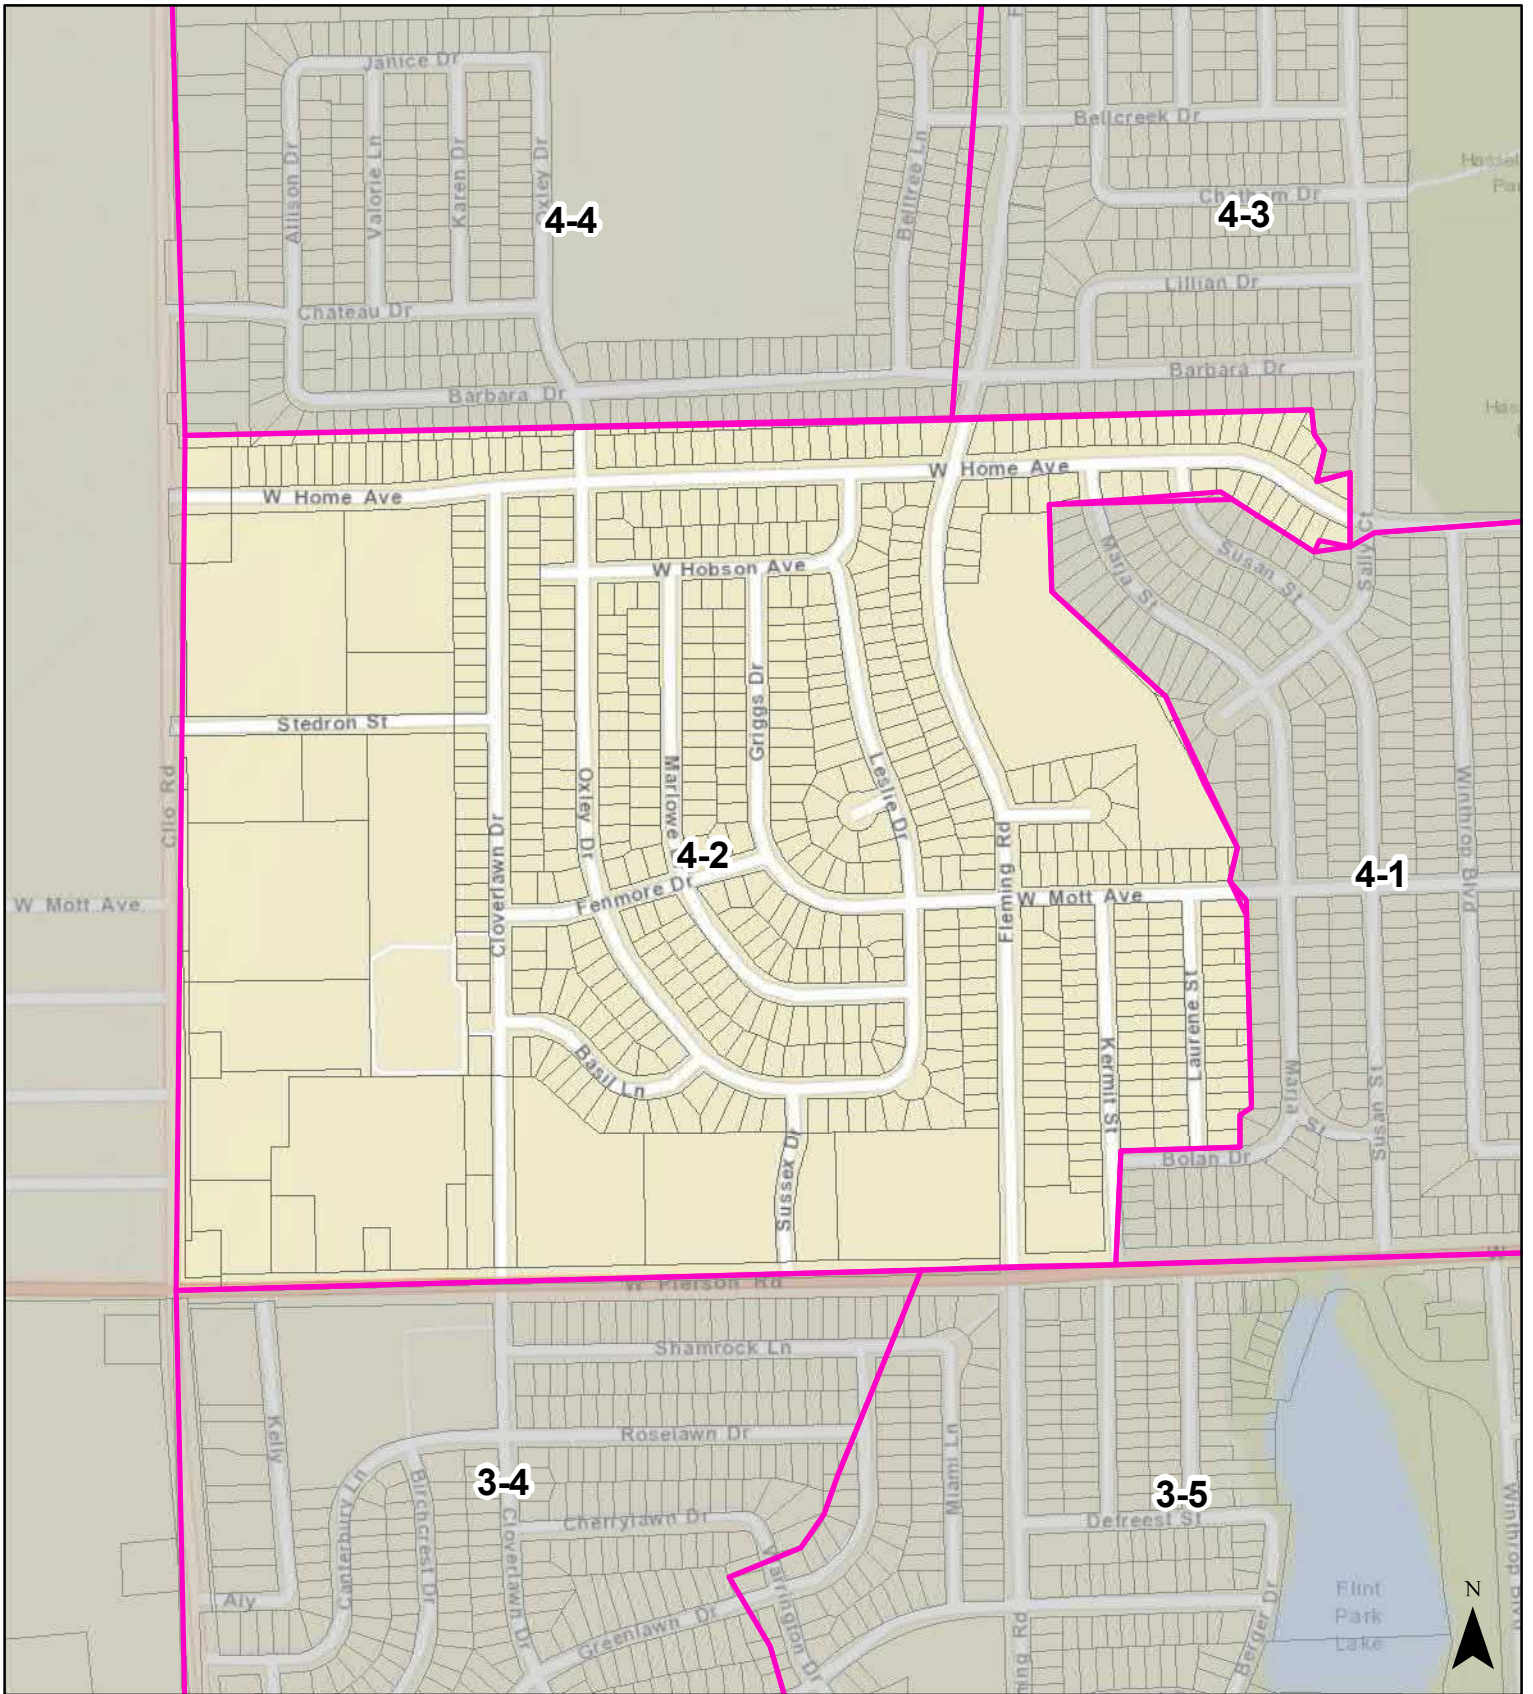 Janice Dr
Allison Dr
Valorie Ln
Karen Dr
Oxley Dr
4-4
Belltree Ln
Bellcreek Dr
Chatham Dr
4-3
Lillian Dr
Chateau Dr
Barbara Dr
Barbara Dr
W Home Ave
W Home Ave
W Hobson Ave
Maria St
Susan St
Sally Ct
Stedron St
Griggs Dr
Clio Rd
Oxley Dr
Marlowe
Leslie Dr
Winthrop Blvd
Cloverlawn Dr
4-2
Fenmore Dr
Fleming Rd
4-1
W Mott Ave
W Mott Ave
Laurene St
Kermit St
Basil Ln
Maria
St
Susan St
Sussex Dr
Bolan Dr
W Pierson Rd
W
Shamrock Ln
Kelly
Roselawn Dr
Miami Ln
Canterbury Ln
Birchcrest Dr
3-4
Cloverlawn Dr
Cherrylawn Dr
3-5
Defreest St
Warrington Dr
Winthrop Blvd
Aly
Greenlawn Dr
Berger Dr
Flint
Park
Lake
N